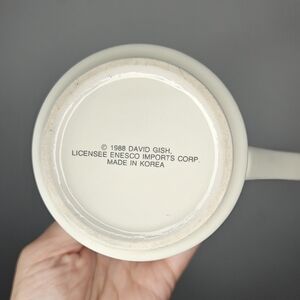 © 1988 DAVID GISH,
LICENSEE ENESCO IMPORTS CORP.
MADE IN KOREA